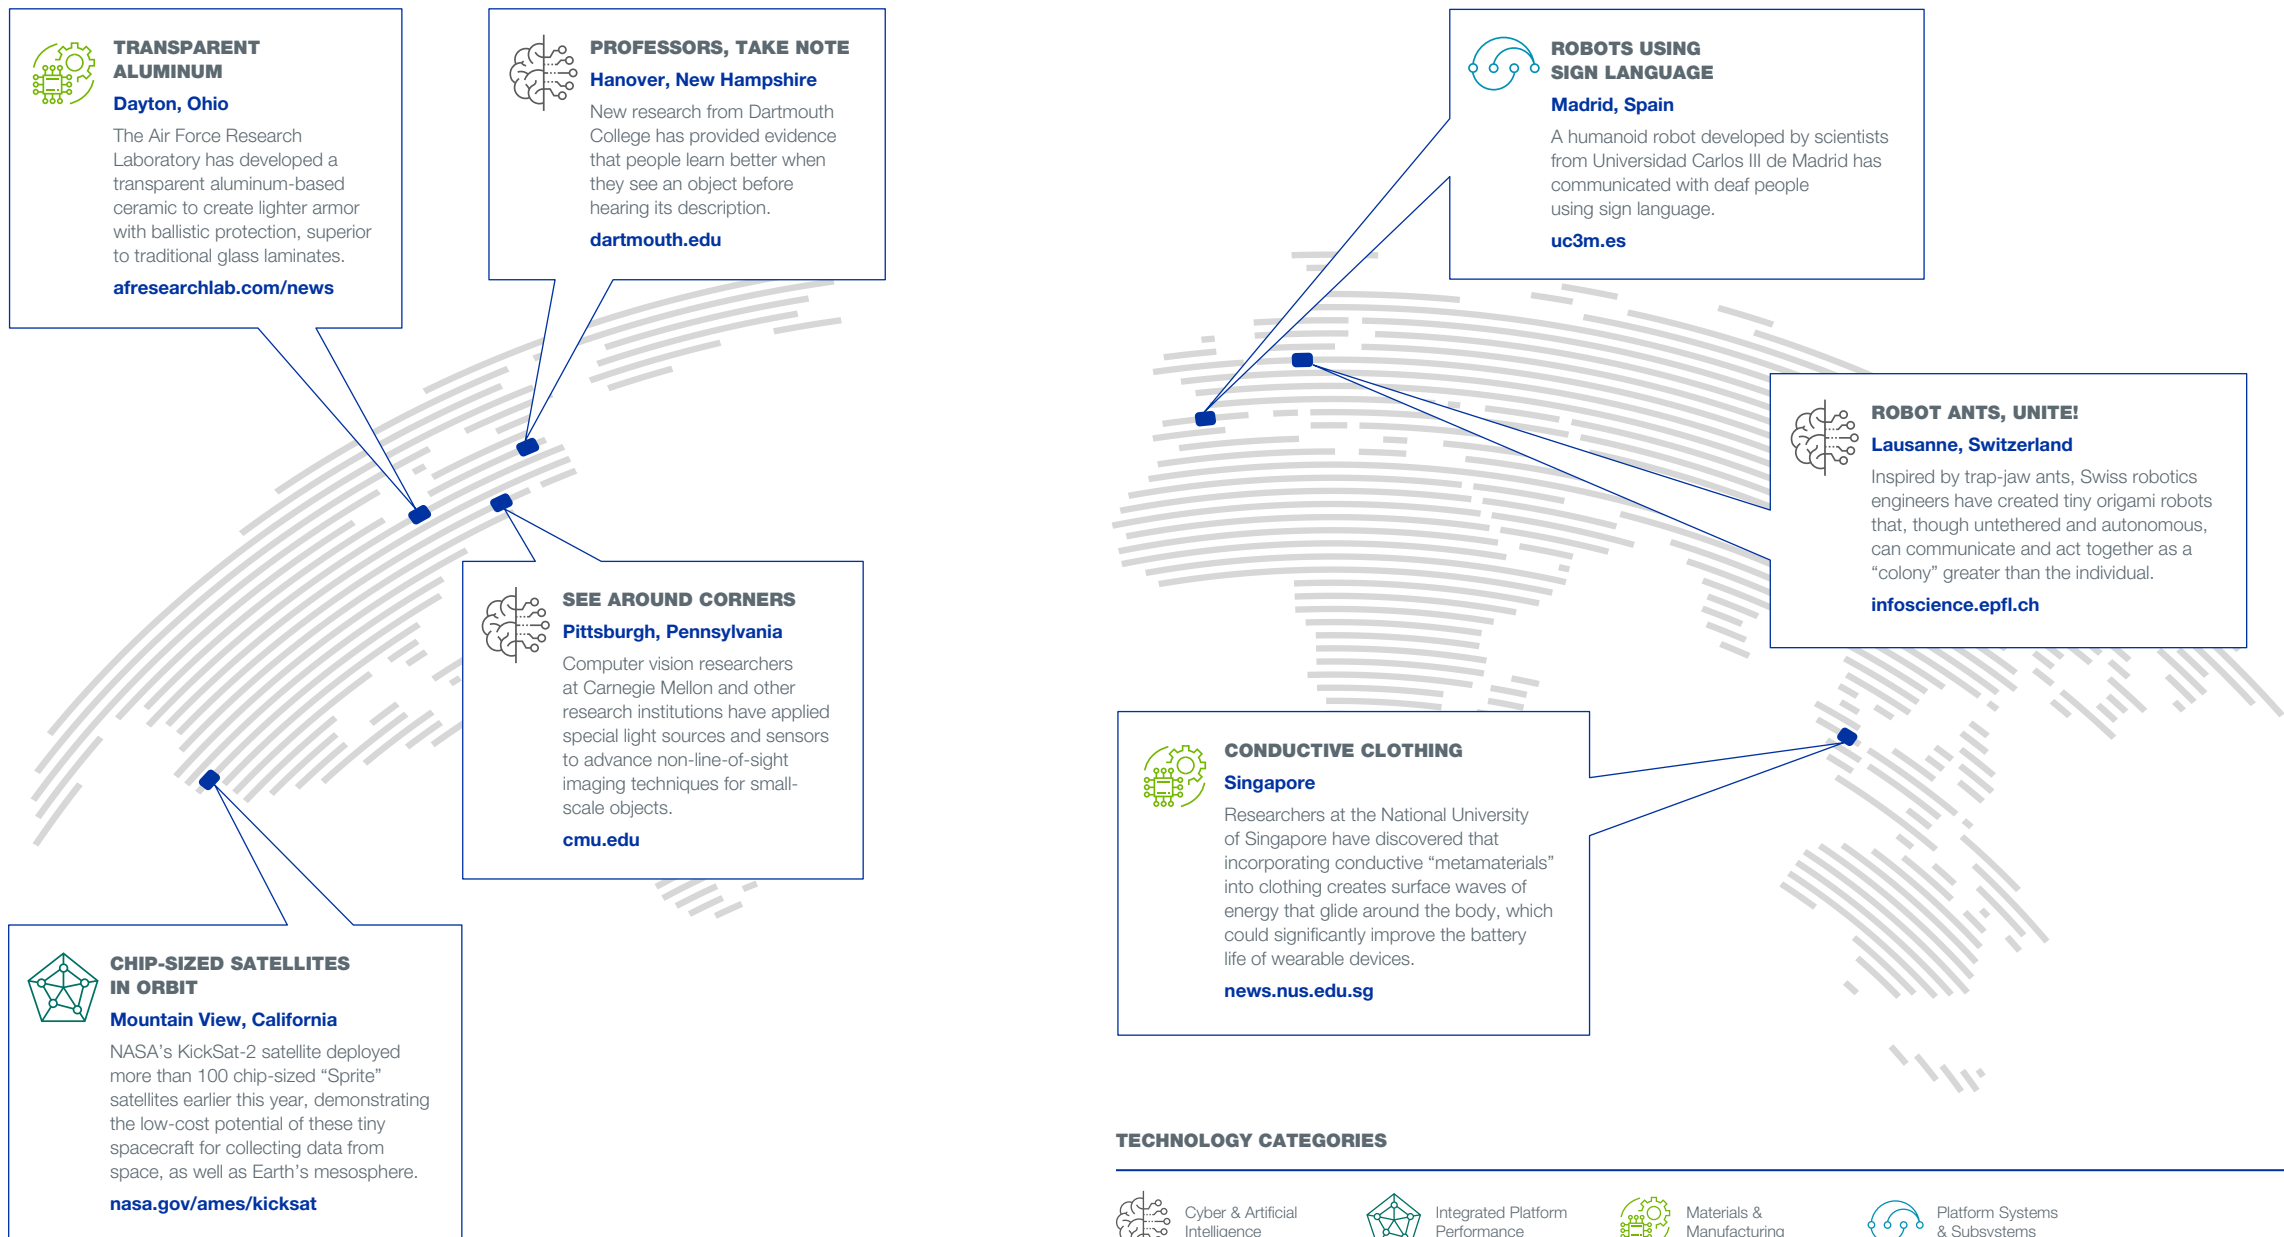 TRANSPARENT
ALUMINUM
Dayton, Ohio
The Air Force Research
Laboratory has developed a
transparent aluminum-based
ceramic to create lighter armor
with ballistic protection, superior
to traditional glass laminates.
afresearchlab.com/news
PROFESSORS, TAKE NOTE
Hanover, New Hampshire
New research from Dartmouth
College has provided evidence
that people learn better when
they see an object before
hearing its description.
dartmouth.edu
SEE AROUND CORNERS
Pittsburgh, Pennsylvania
Computer vision researchers
at Carnegie Mellon and other
research institutions have applied
special light sources and sensors
to advance non-line-of-sight
imaging techniques for small-
scale objects.
cmu.edu
CHIP-SIZED SATELLITES
IN ORBIT
Mountain View, California
NASA's KickSat-2 satellite deployed
more than 100 chip-sized “Sprite”
satellites earlier this year, demonstrating
the low-cost potential of these tiny
spacecraft for collecting data from
space, as well as Earth's mesosphere.
nasa.gov/ames/kicksat
ROBOTS USING
SIGN LANGUAGE
Madrid, Spain
A humanoid robot developed by scientists
from Universidad Carlos III de Madrid has
communicated with deaf people
using sign language.
uc3m.es
ROBOT ANTS, UNITE!
Lausanne, Switzerland
Inspired by trap-jaw ants, Swiss robotics
engineers have created tiny origami robots
that, though untethered and autonomous,
can communicate and act together as a
“colony” greater than the individual.
infoscience.epfl.ch
CONDUCTIVE CLOTHING
Singapore
Researchers at the National University
of Singapore have discovered that
incorporating conductive “metamaterials”
into clothing creates surface waves of
energy that glide around the body, which
could significantly improve the battery
life of wearable devices.
news.nus.edu.sg
TECHNOLOGY CATEGORIES
Cyber & Artificial
Intelligence
Integrated Platform
Performance
Materials &
Manufacturing
Platform Systems
& Subsystems